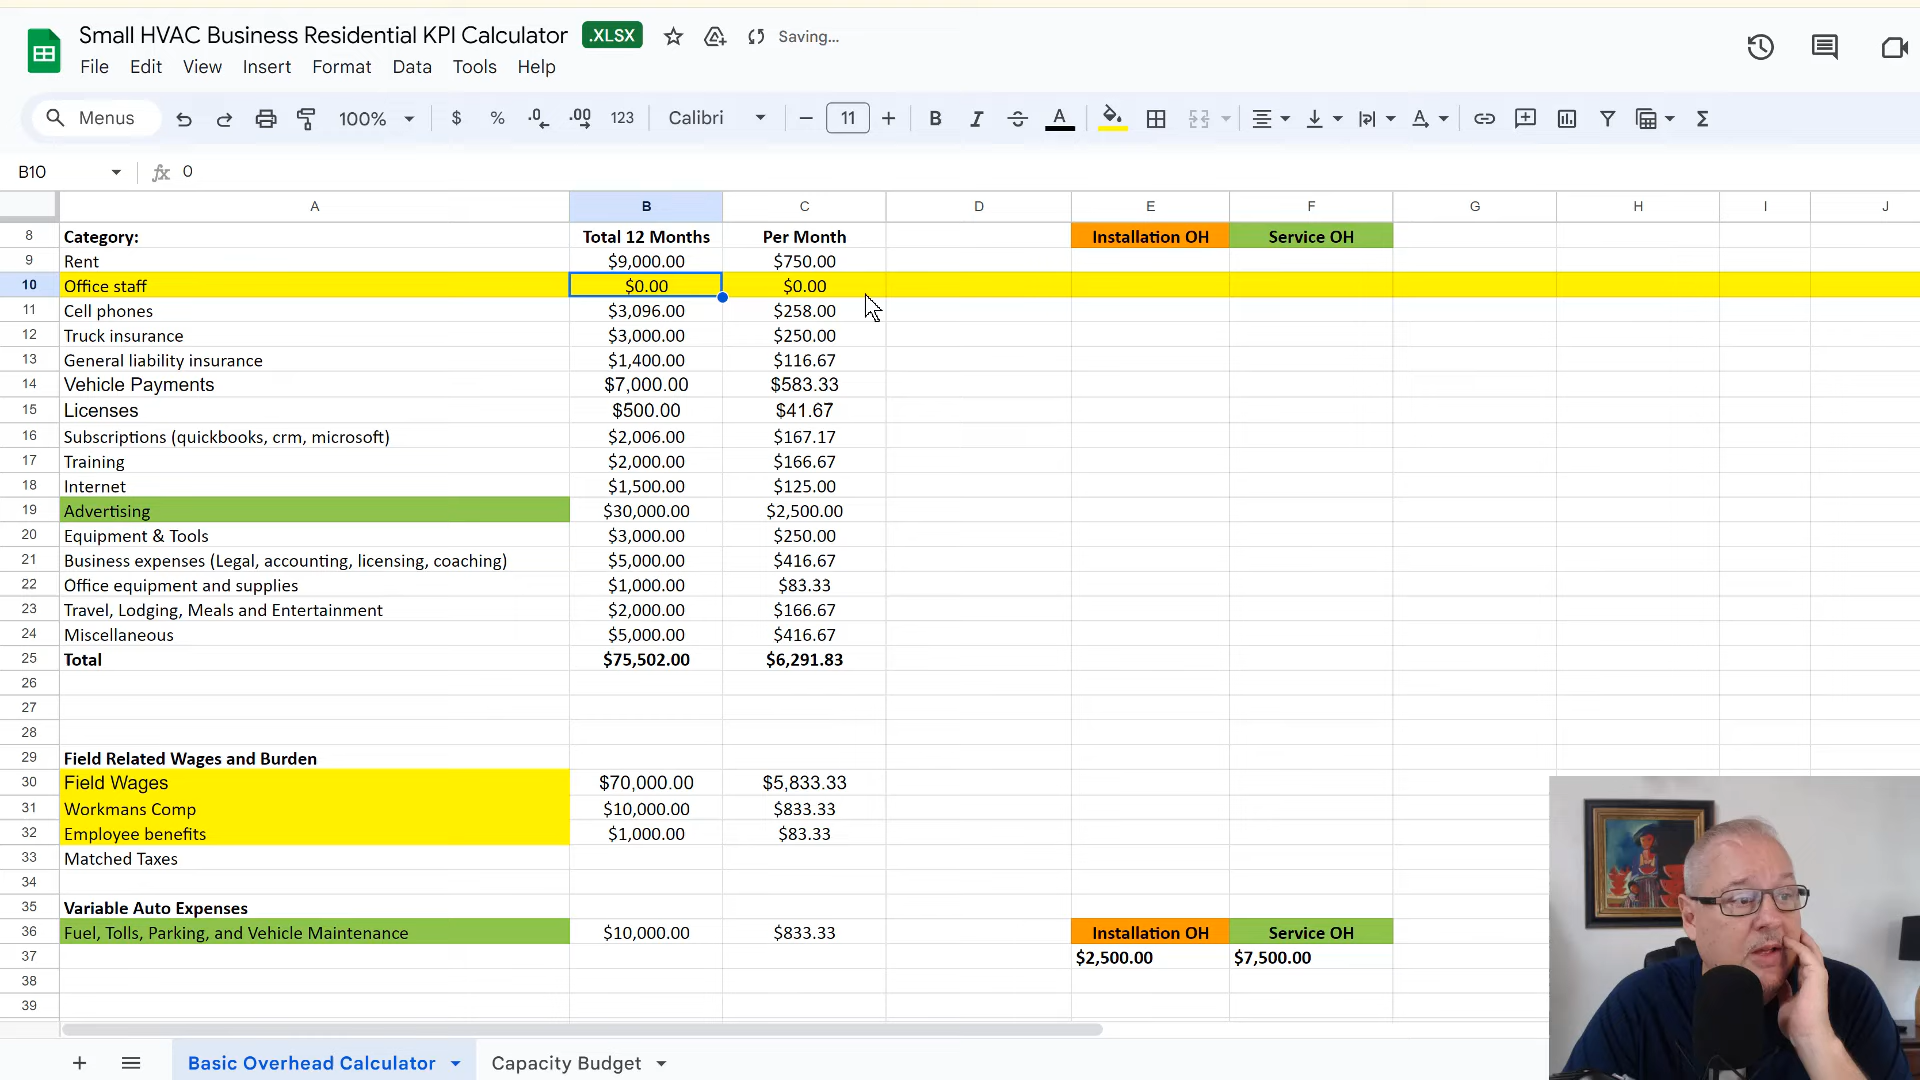 Small HVAC Business Residential KPI Calculator .XLSX Saving...
File Edit View Insert Format Data Tools Help
Menus 100% $ % .0 .00 123 Calibri 11 B I S A Σ
B10 fx 0
A B C D E F G H I J
8 Category: Total 12 Months Per Month Installation OH Service OH
9 Rent $9,000.00 $750.00
10 Office staff $0.00 $0.00
11 Cell phones $3,096.00 $258.00
12 Truck insurance $3,000.00 $250.00
13 General liability insurance $1,400.00 $116.67
14 Vehicle Payments $7,000.00 $583.33
15 Licenses $500.00 $41.67
16 Subscriptions (quickbooks, crm, microsoft) $2,006.00 $167.17
17 Training $2,000.00 $166.67
18 Internet $1,500.00 $125.00
19 Advertising $30,000.00 $2,500.00
20 Equipment & Tools $3,000.00 $250.00
21 Business expenses (Legal, accounting, licensing, coaching) $5,000.00 $416.67
22 Office equipment and supplies $1,000.00 $83.33
23 Travel, Lodging, Meals and Entertainment $2,000.00 $166.67
24 Miscellaneous $5,000.00 $416.67
25 Total $75,502.00 $6,291.83
26
27
28
29 Field Related Wages and Burden
30 Field Wages $70,000.00 $5,833.33
31 Workmans Comp $10,000.00 $833.33
32 Employee benefits $1,000.00 $83.33
33 Matched Taxes
34
35 Variable Auto Expenses
36 Fuel, Tolls, Parking, and Vehicle Maintenance $10,000.00 $833.33 Installation OH Service OH
37 $2,500.00 $7,500.00
38
39
Basic Overhead Calculator Capacity Budget